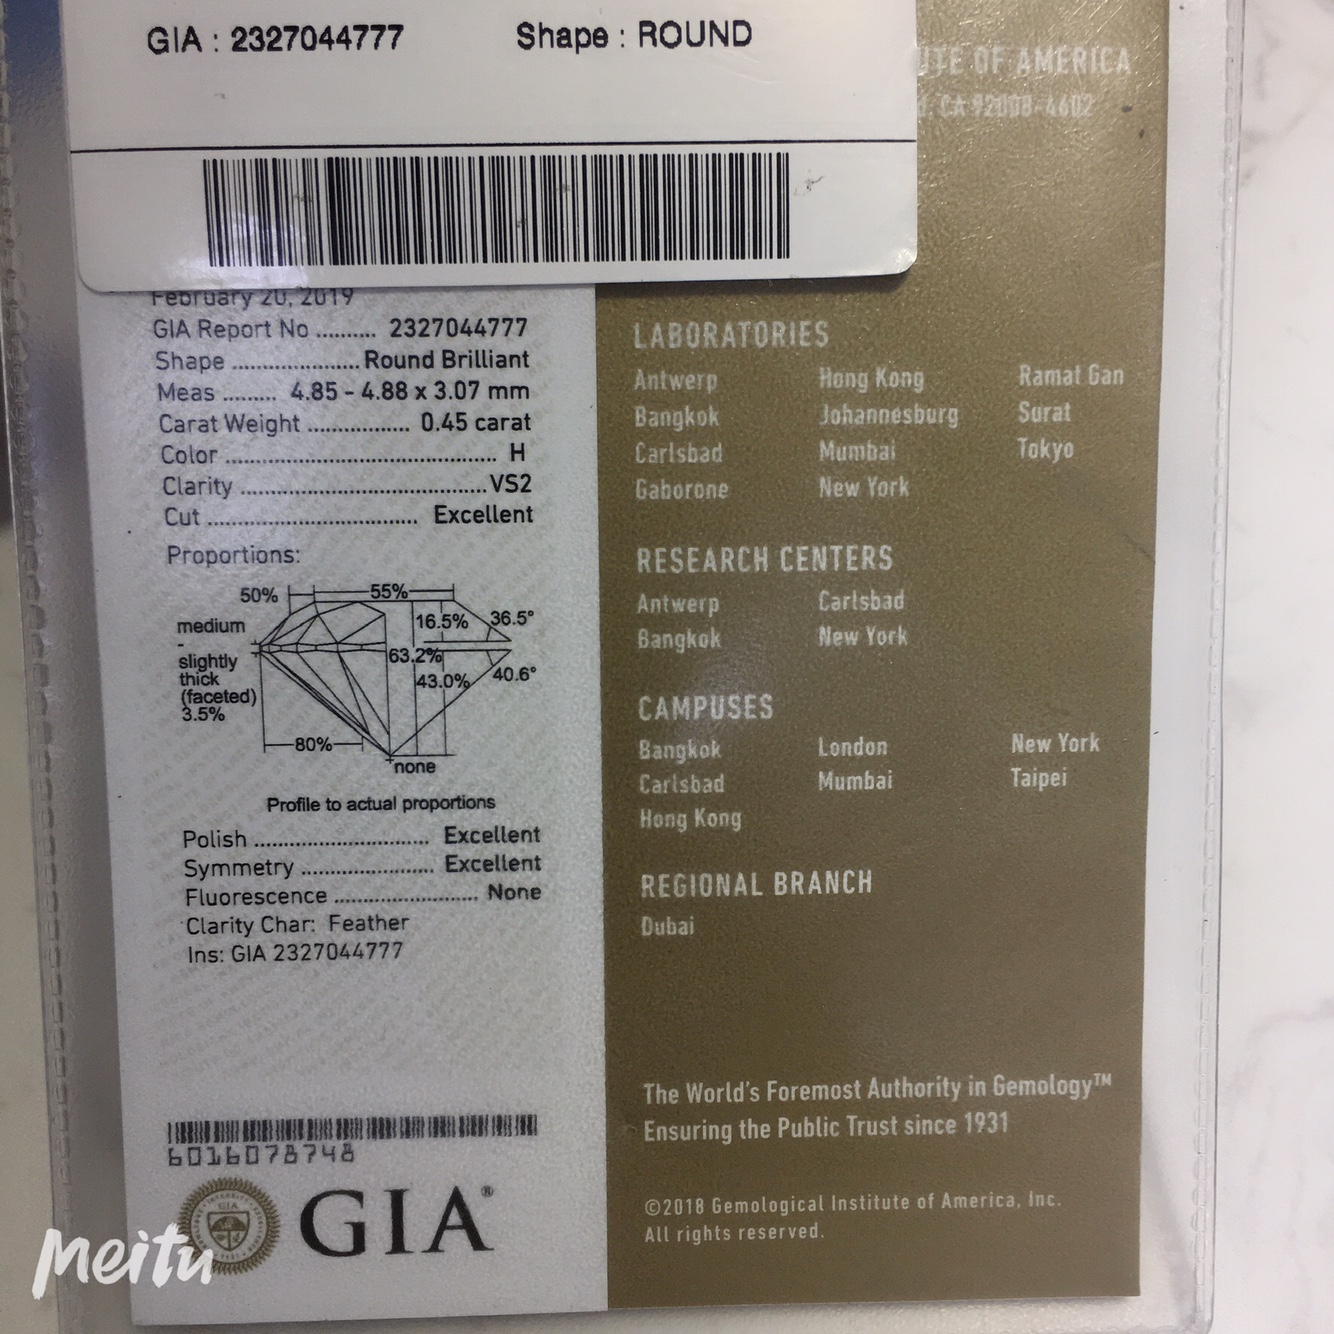 GIA : 2327044777 Shape : ROUND
UTE OF AMERICA
CA 92008-4602
February 20, 2019
GIA Report No .......... 2327044777
Shape .................... Round Brilliant
Meas ......... 4.85 - 4.88 x 3.07 mm
Carat Weight ................. 0.45 carat
Color ............................................. H
Clarity .........................................VS2
Cut ................................... Excellent
Proportions:
50% 55%
medium 16.5% 36.5°
-
slightly 63.2%
thick 43.0% 40.6°
(faceted)
3.5%
80%
none
Profile to actual proportions
Polish ............................. Excellent
Symmetry ...................... Excellent
Fluorescence ........................ None
Clarity Char: Feather
Ins: GIA 2327044777
6016078748
GIA®
GIA
Meitu
LABORATORIES
Antwerp Hong Kong Ramat Gan
Bangkok Johannesburg Surat
Carlsbad Mumbai Tokyo
Gaborone New York
RESEARCH CENTERS
Antwerp Carlsbad
Bangkok New York
CAMPUSES
Bangkok London New York
Carlsbad Mumbai Taipei
Hong Kong
REGIONAL BRANCH
Dubai
The World's Foremost Authority in Gemology™
Ensuring the Public Trust since 1931
©2018 Gemological Institute of America, Inc.
All rights reserved.